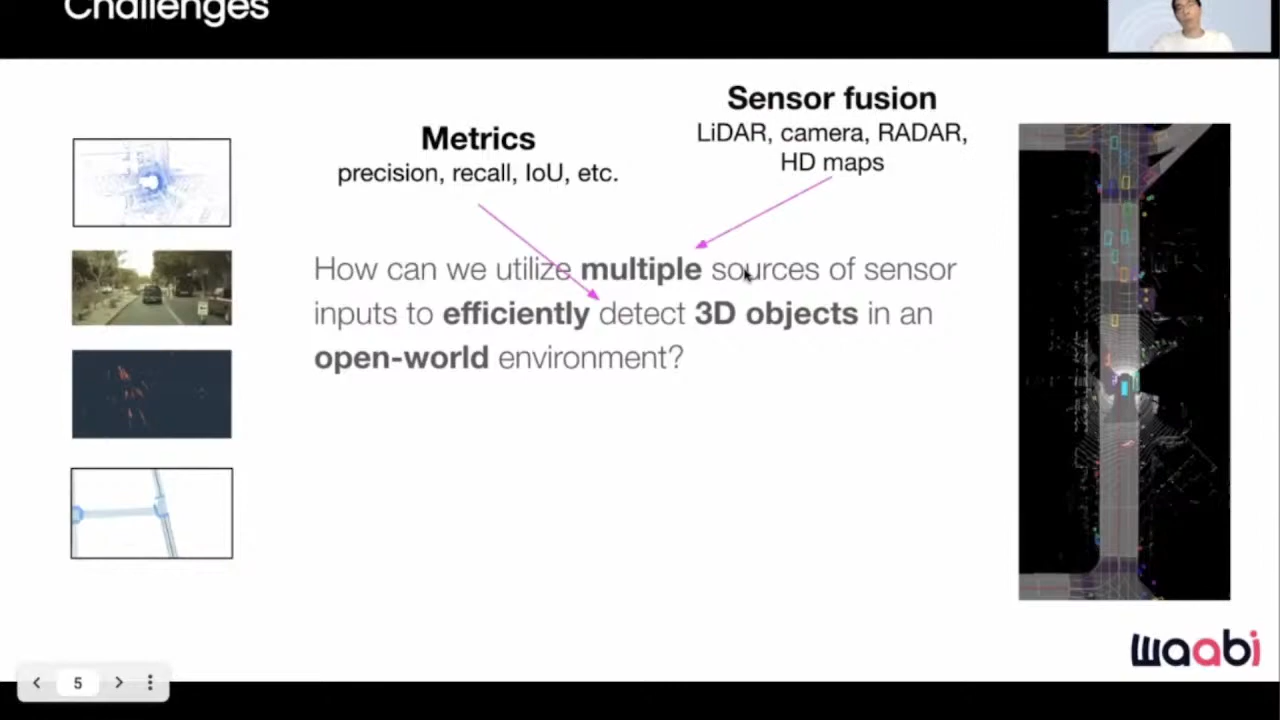 Challenges
Metrics
precision, recall, IoU, etc.
Sensor fusion
LiDAR, camera, RADAR,
HD maps
How can we utilize multiple sources of sensor
inputs to efficiently detect 3D objects in an
open-world environment?
waabi
5